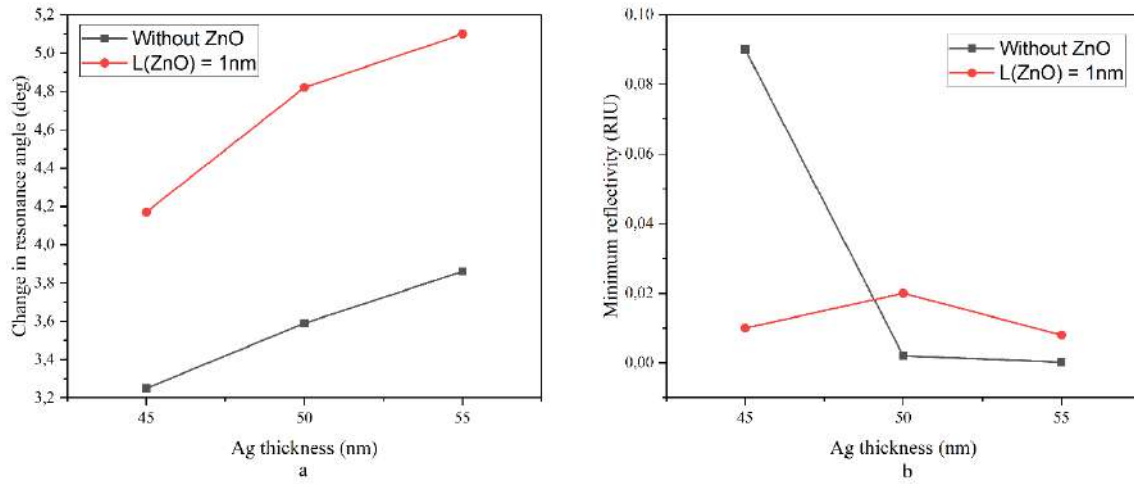 Change in resonance angle (deg)
5,2
5,0
4,8
4,6
4,4
4,2
4,0
3,8
3,6
3,4
3,2
Without ZnO
L(ZnO) = 1nm
45 50 55
Ag thickness (nm)
a
Minimum reflectivity (RIU)
0,10
0,08
0,06
0,04
0,02
0,00
Without ZnO
L(ZnO) = 1nm
45 50 55
Ag thickness (nm)
b